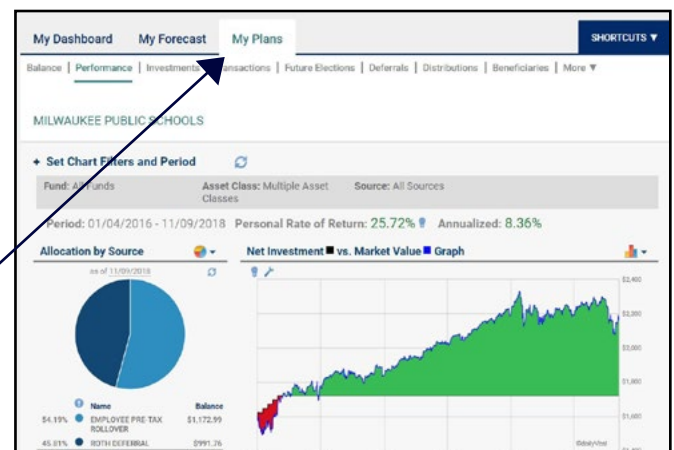 My Dashboard My Forecast My Plans SHORTCUTS ▼
Balance | Performance | Investments | Transactions | Future Elections | Deferrals | Distributions | Beneficiaries | More ▼
MILWAUKEE PUBLIC SCHOOLS
+ Set Chart Filters and Period
Fund: All Funds Asset Class: Multiple Asset Classes Source: All Sources
Period: 01/04/2016 - 11/09/2018 Personal Rate of Return: 25.72% Annualized: 8.36%
Allocation by Source Net Investment vs. Market Value Graph
as of 11/09/2018
$2,400
$2,200
$2,000
$1,800
$1,600
Name Balance
54.19% EMPLOYEE PRE-TAX ROLLOVER $1,172.99
45.81% ROTH DEFERRAL $991.76
©dailyVest